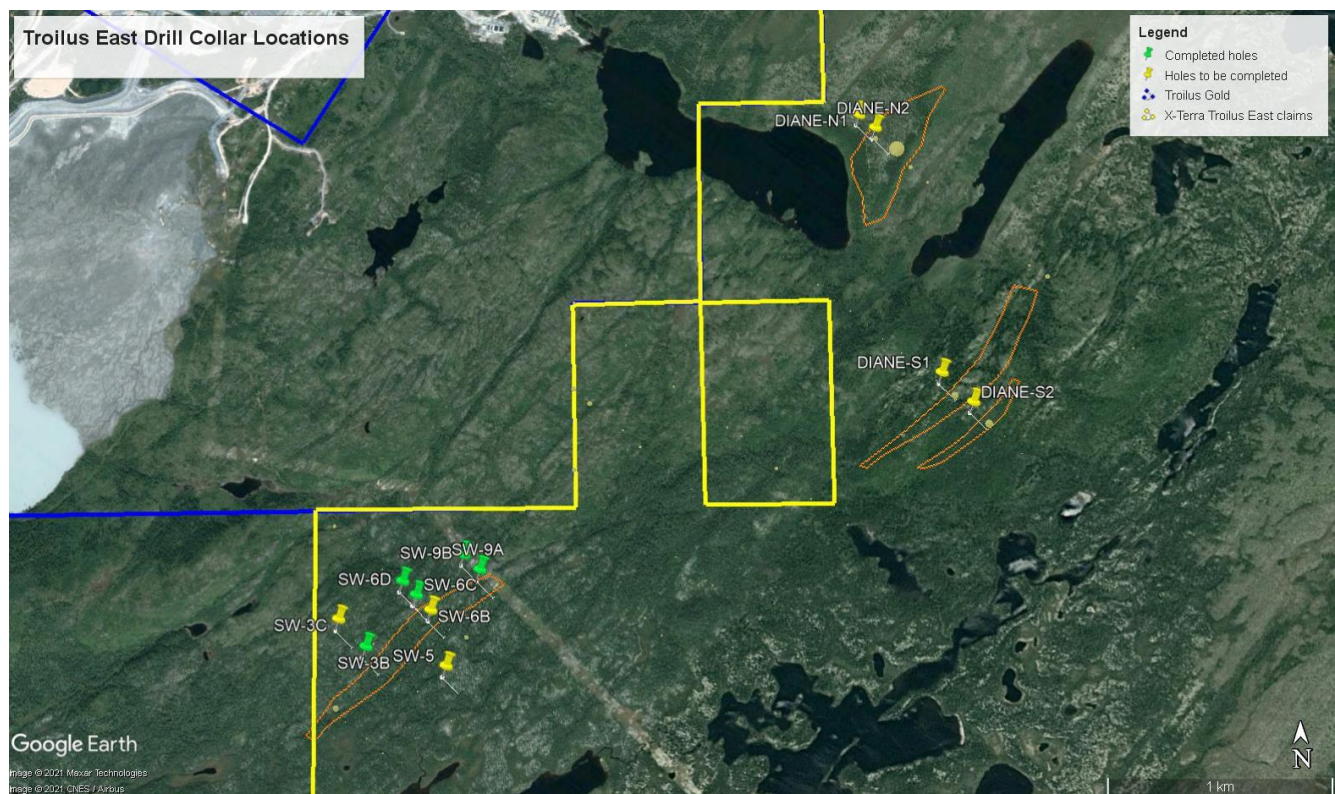 Troilus East Drill Collar Locations
Legend
Completed holes
Holes to be completed
Troilus Gold
X-Terra Troilus East claims
DIANE-N2
DIANE-N1
DIANE-S1
DIANE-S2
SW-9B
SW-9A
SW-6D
SW-6C
SW-6B
SW-3C
SW-3B
SW-5
Google Earth
Image © 2021 Maxar Technologies
Image © 2021 CNES / Airbus
N
1 km